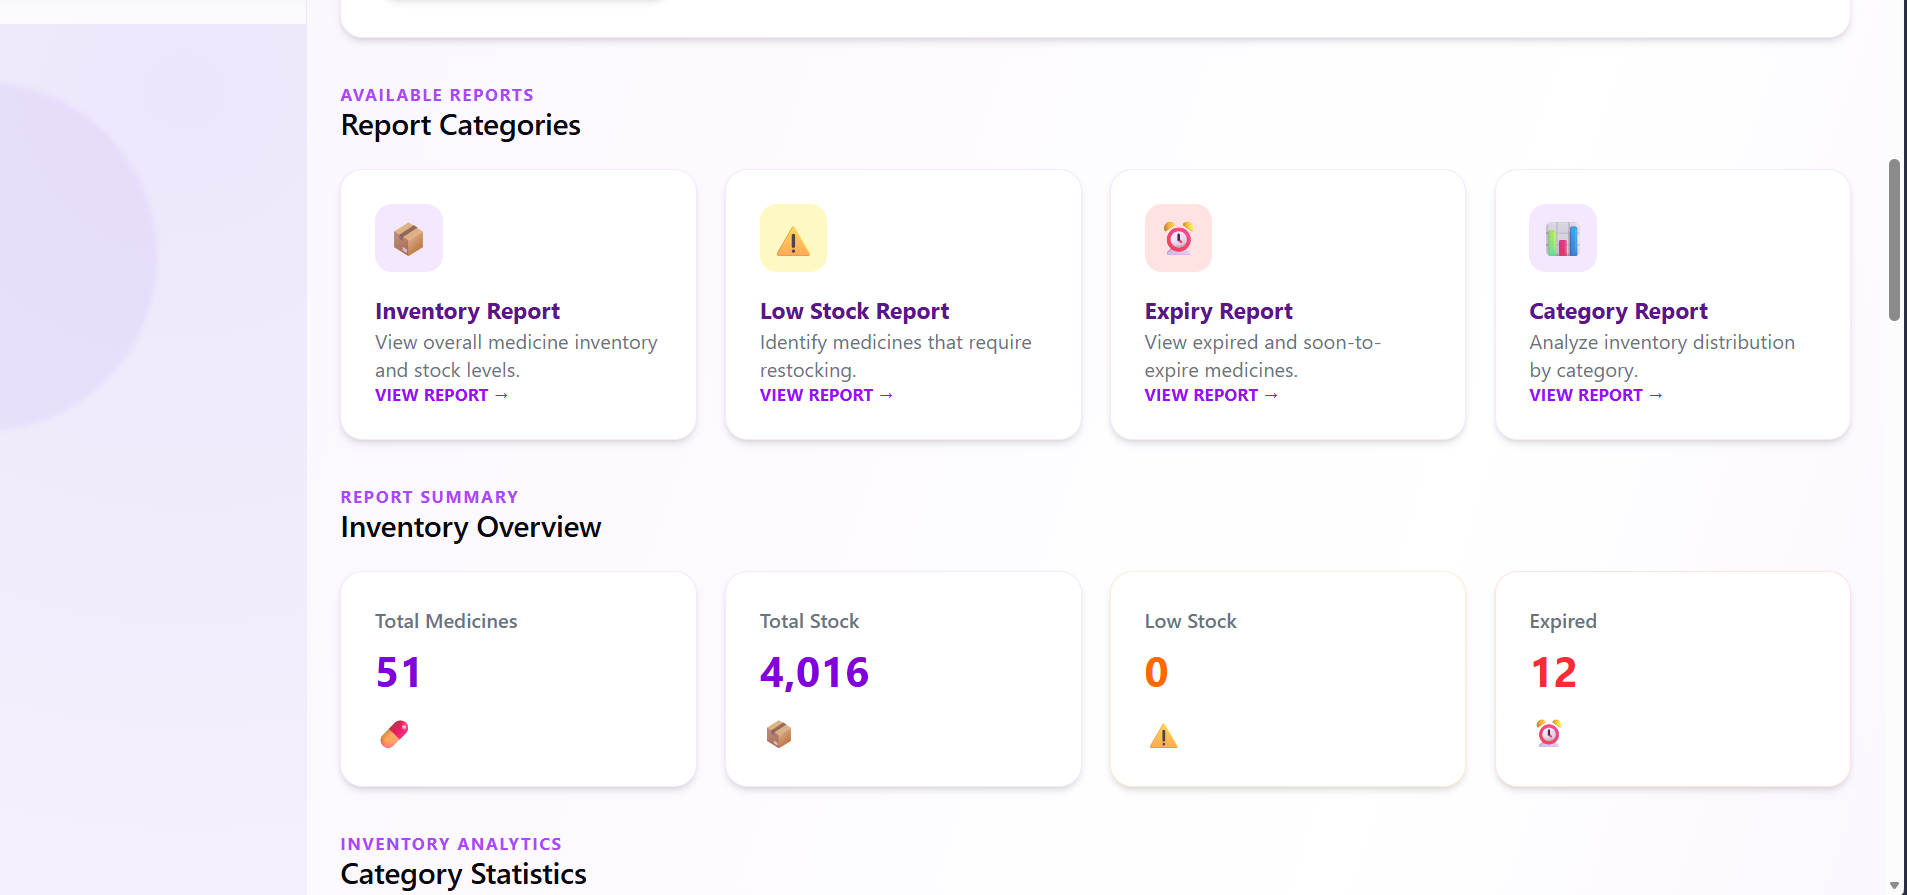 AVAILABLE REPORTS
Report Categories
Inventory Report
View overall medicine inventory
and stock levels.
VIEW REPORT →
Low Stock Report
Identify medicines that require
restocking.
VIEW REPORT →
Expiry Report
View expired and soon-to-
expire medicines.
VIEW REPORT →
Category Report
Analyze inventory distribution
by category.
VIEW REPORT →
REPORT SUMMARY
Inventory Overview
Total Medicines
51
Total Stock
4,016
Low Stock
0
Expired
12
INVENTORY ANALYTICS
Category Statistics